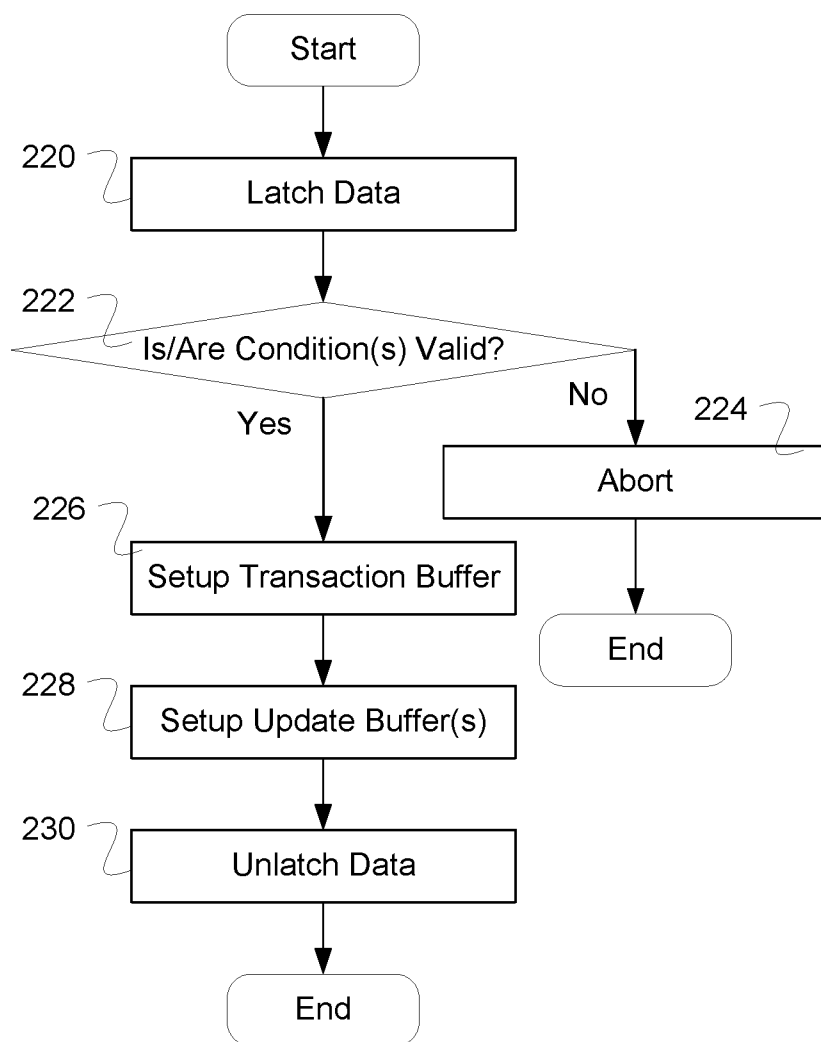 Start
220
Latch Data
222
Is/Are Condition(s) Valid?
Yes
No
224
Abort
226
Setup Transaction Buffer
End
228
Setup Update Buffer(s)
230
Unlatch Data
End